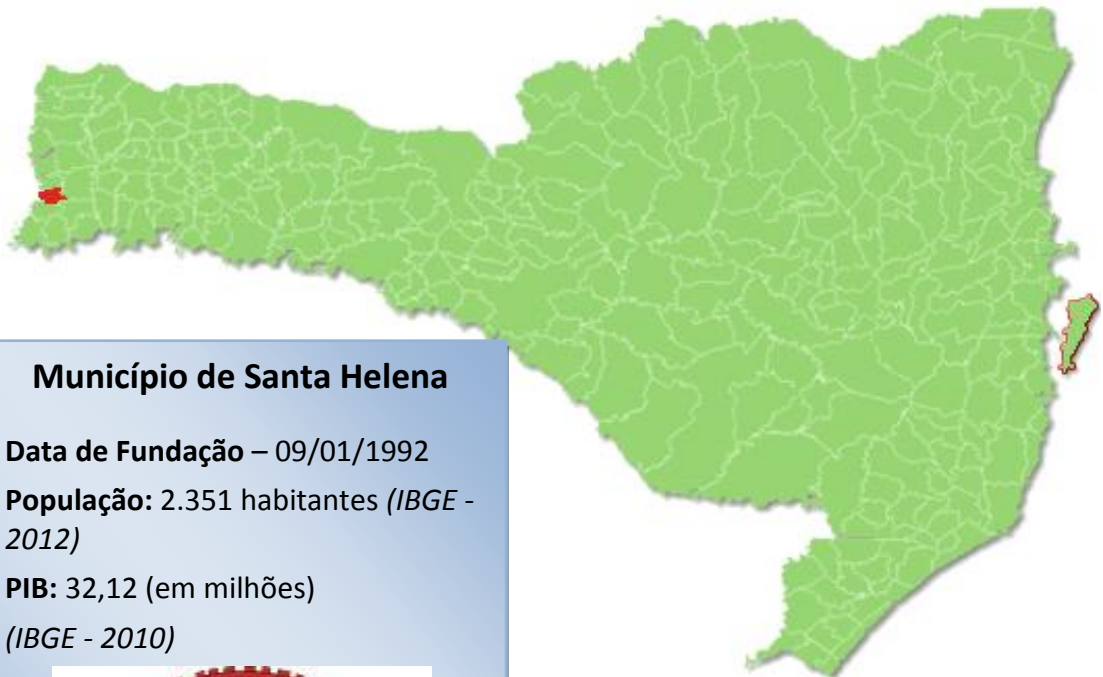 Município de Santa Helena
Data de Fundação – 09/01/1992
População: 2.351 habitantes (IBGE -
2012)
PIB: 32,12 (em milhões)
(IBGE - 2010)